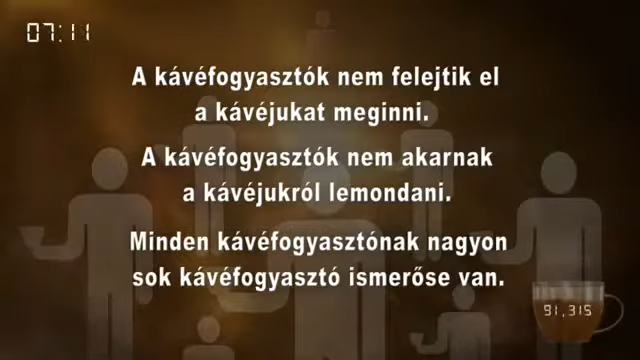 07:11
A kávéfogyasztók nem felejtik el
a kávéjukat meginni.
A kávéfogyasztók nem akarnak
a kávéjukról lemondani.
Minden kávéfogyasztónak nagyon
sok kávéfogyasztó ismerőse van.
91,315